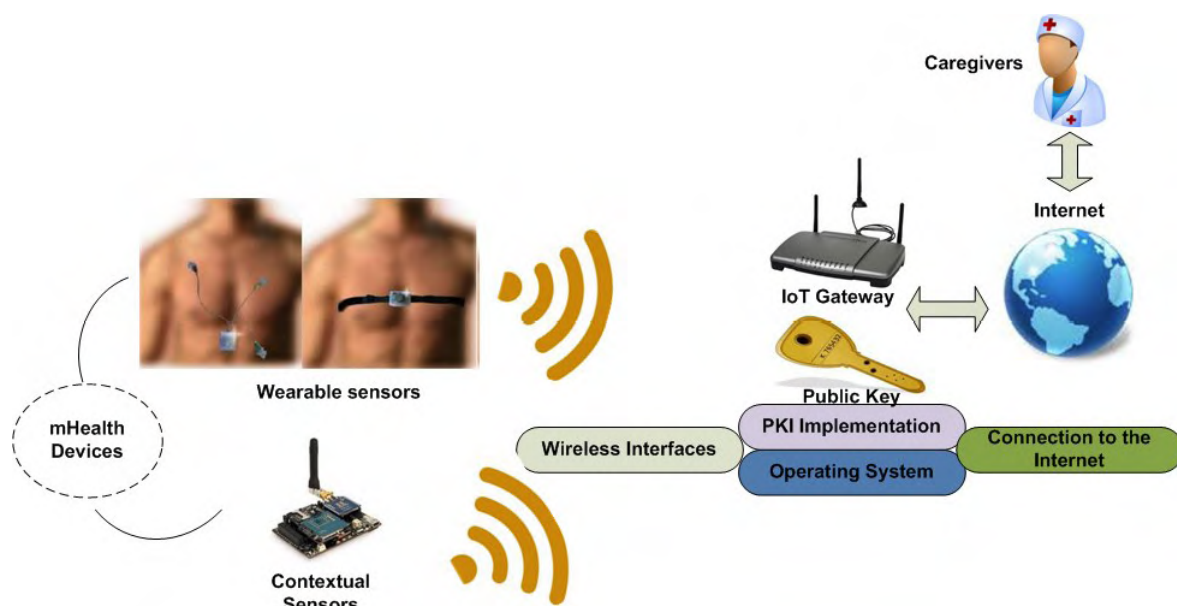 Caregivers
Internet
IoT Gateway
Wearable sensors
Public Key
mHealth
Devices
Wireless Interfaces
PKI Implementation
Operating System
Connection to the
Internet
Contextual
Sensors